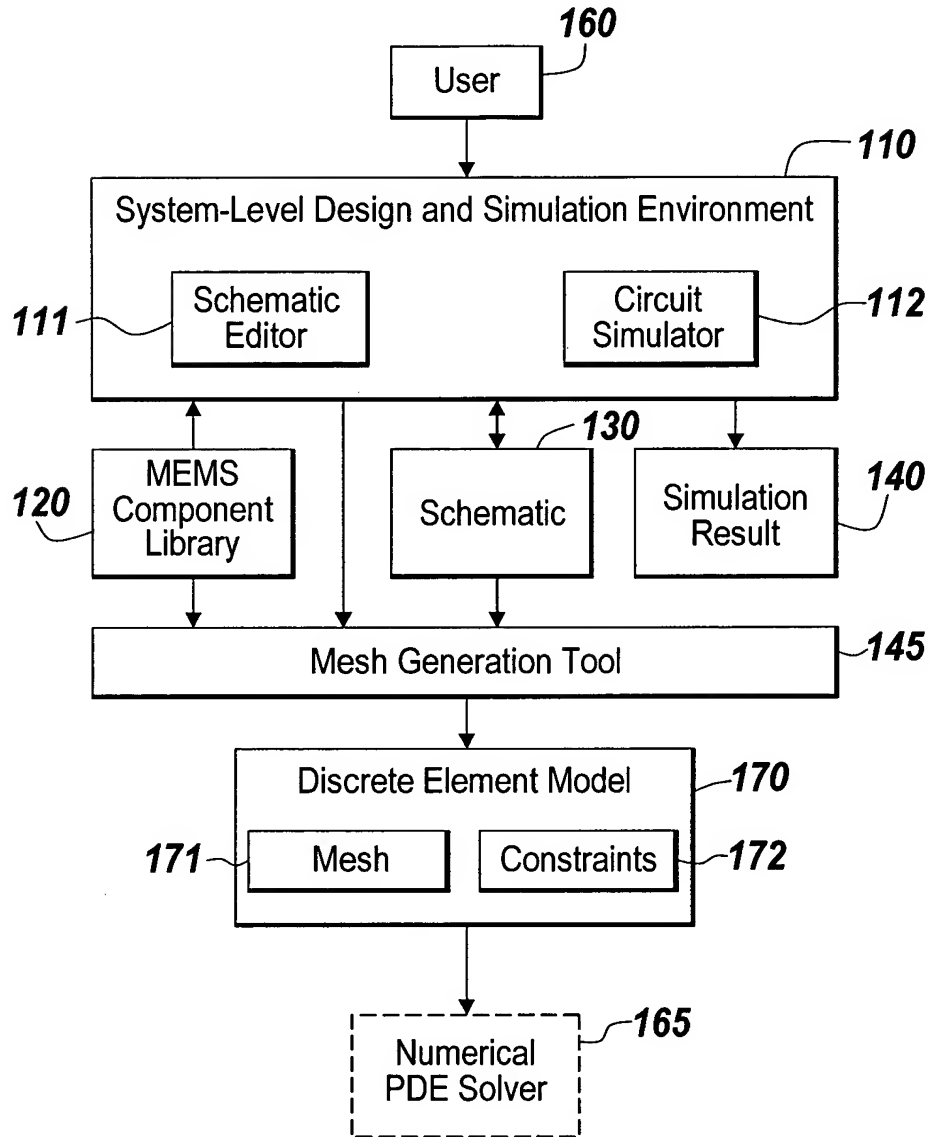 160
User
110
System-Level Design and Simulation Environment
111
Schematic
Editor
Circuit
Simulator
112
130
120
MEMS
Component
Library
Schematic
Simulation
Result
140
Mesh Generation Tool
145
Discrete Element Model
170
171
Mesh
Constraints
172
165
Numerical
PDE Solver